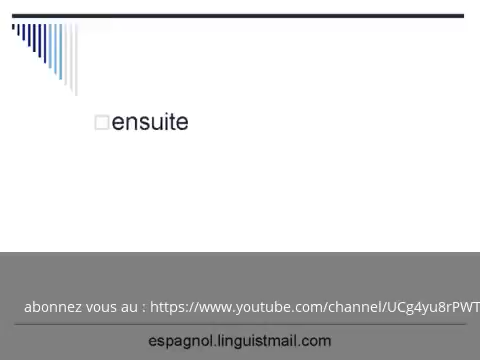 ensuite
abonnez vous au : https://www.youtube.com/channel/UCg4yu8rPWT
espagnol.linguistmail.com